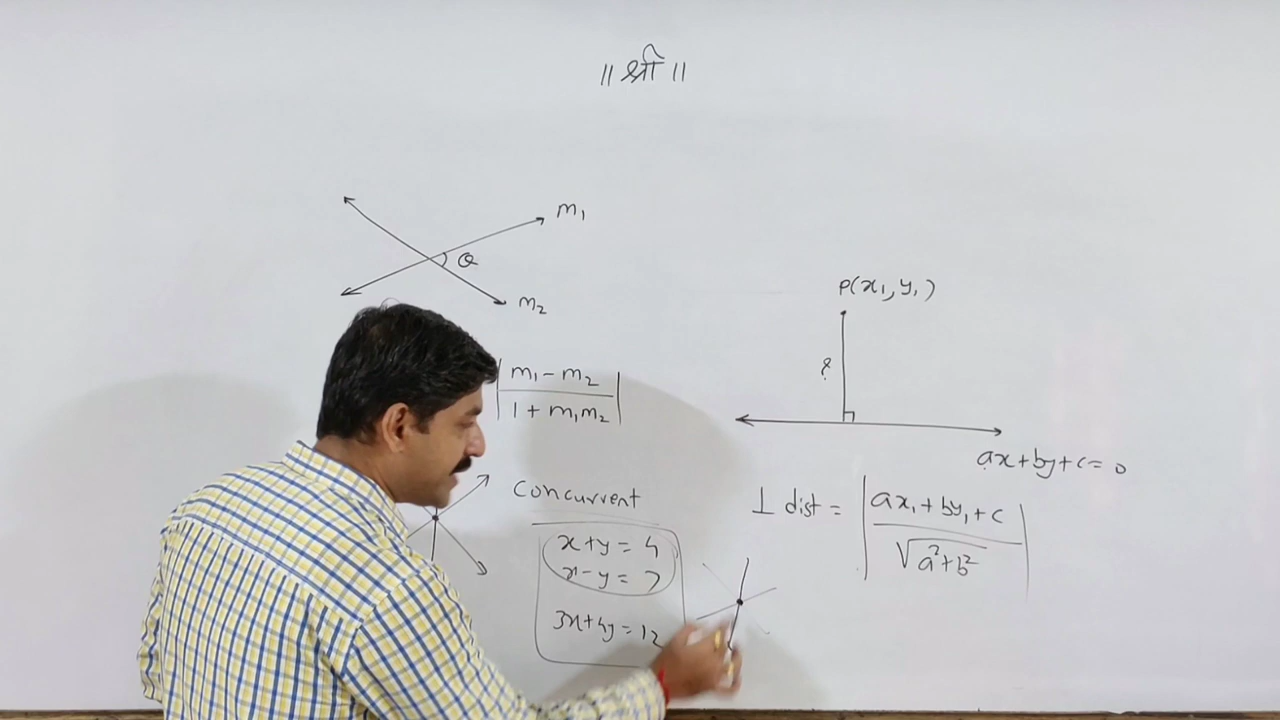 ॥ श्री ॥
m₁
θ
m₂
|m₁ - m₂ / 1 + m₁m₂|
Concurrent
x+y = 4
x-y = 7
3x+4y = 12
P(x₁, y₁)
?
ax+by+c = 0
⊥ dist = |ax₁+by₁+c / √a²+b²|